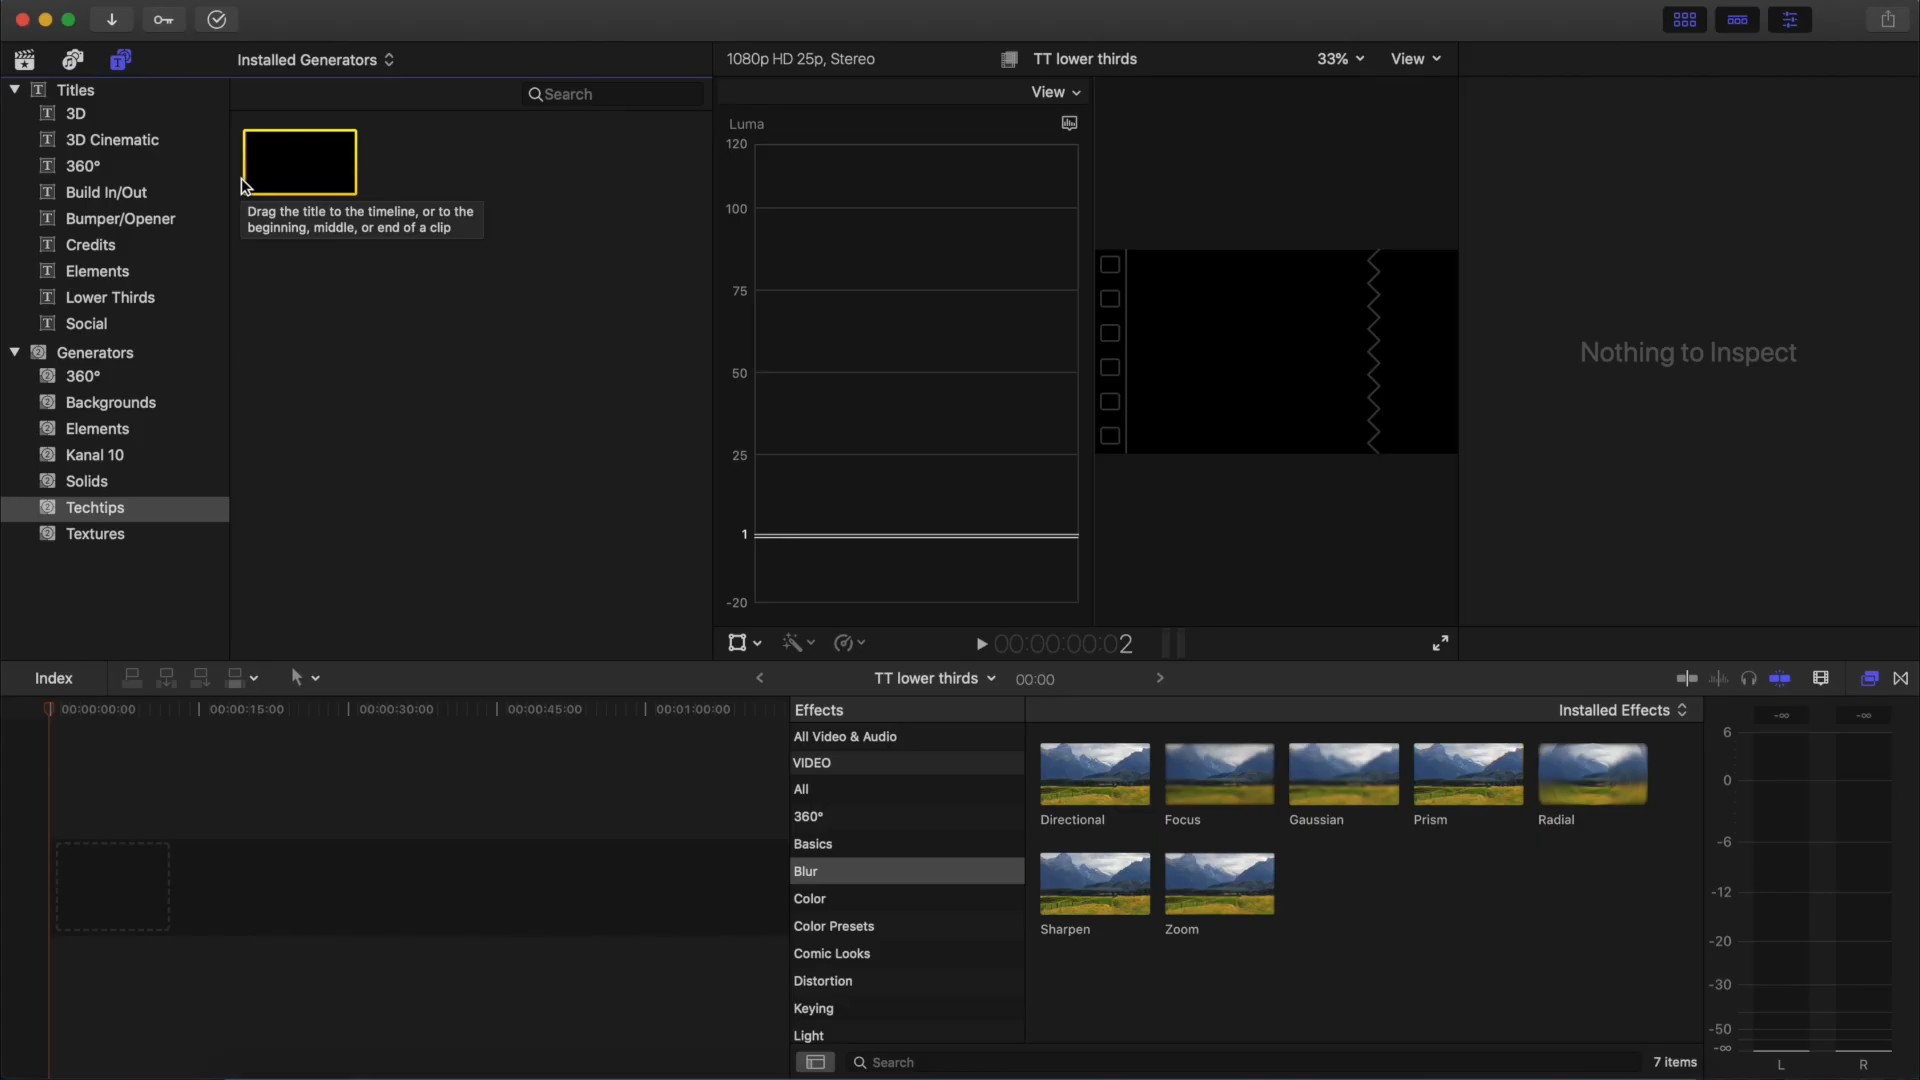 Installed Generators
1080p HD 25p, Stereo
TT lower thirds
33%
View
Titles
3D
3D Cinematic
360°
Build In/Out
Bumper/Opener
Credits
Elements
Lower Thirds
Social
Generators
360°
Backgrounds
Elements
Kanal 10
Solids
Techtips
Textures
Search
Drag the title to the timeline, or to the
beginning, middle, or end of a clip
View
Luma
120
100
75
50
25
1
-20
Nothing to Inspect
00:00:00:02
Index
TT lower thirds
00:00
00:00:00:00
00:00:15:00
00:00:30:00
00:00:45:00
00:01:00:00
Effects
Installed Effects
All Video & Audio
VIDEO
All
360°
Basics
Blur
Color
Color Presets
Comic Looks
Distortion
Keying
Light
Directional
Focus
Gaussian
Prism
Radial
Sharpen
Zoom
Search
7 items
-∞
-∞
6
0
-6
-12
-20
-30
-50
-∞
L
R